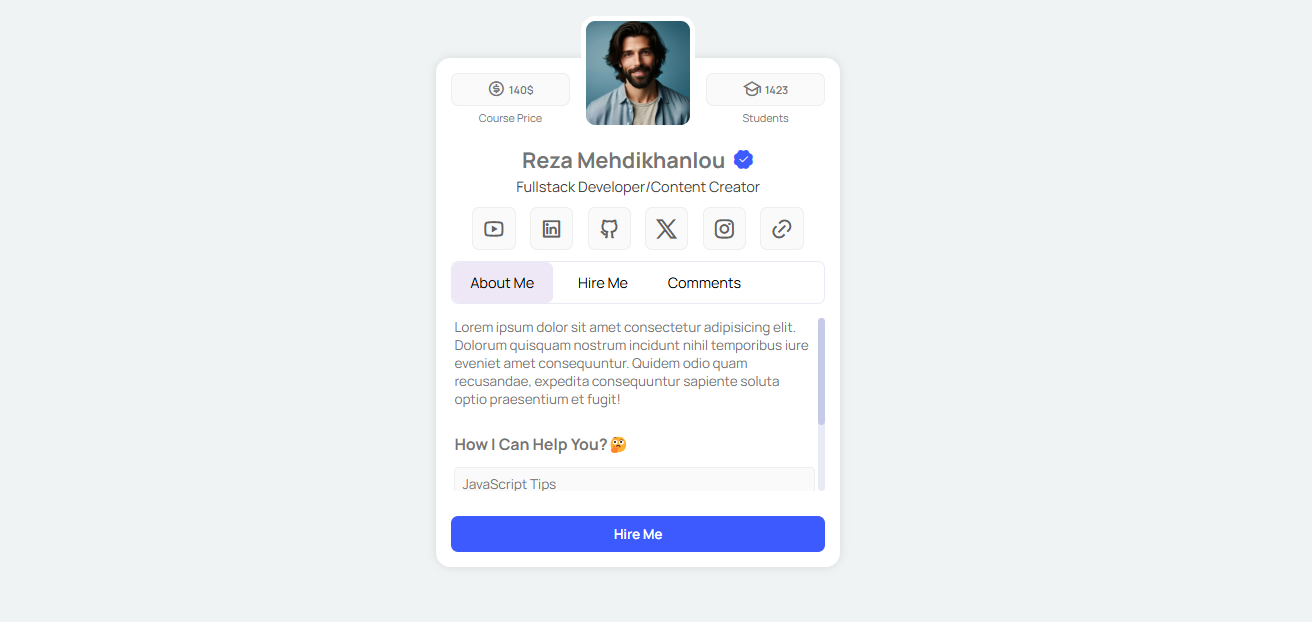 140$
Course Price
1423
Students
Reza Mehdikhanlou
Fullstack Developer/Content Creator
About Me
Hire Me
Comments
Lorem ipsum dolor sit amet consectetur adipisicing elit.
Dolorum quisquam nostrum incidunt nihil temporibus iure
eveniet amet consequuntur. Quidem odio quam
recusandae, expedita consequuntur sapiente soluta
optio praesentium et fugit!
How I Can Help You? 🤔
JavaScript Tips
Hire Me